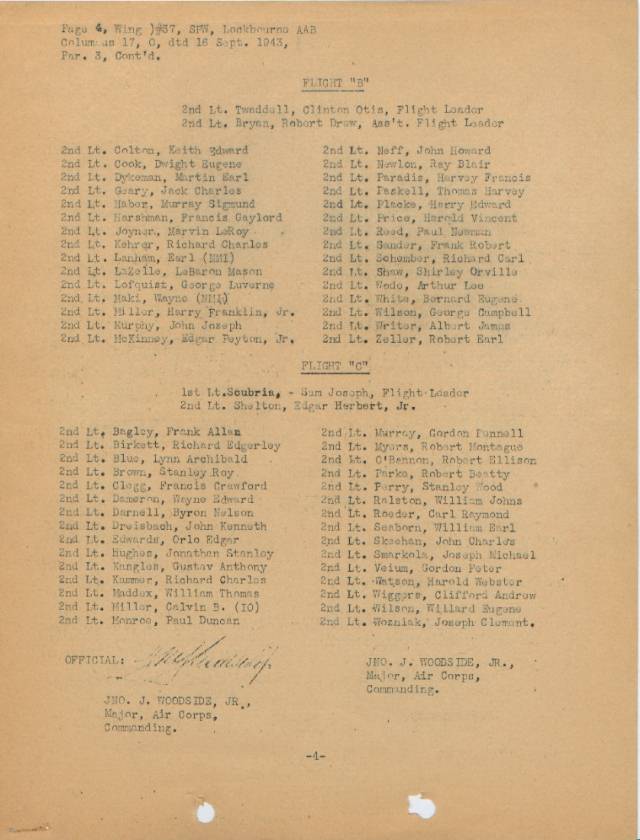 Page 4, Wing )#37, SPW, Lockbourne AAB
Columbus 17, O, dtd 16 Sept. 1943,
Par. 3, Cont'd.
FLIGHT "B"
2nd Lt. Twaddell, Clinton Otis, Flight Leader
2nd Lt. Bryan, Robert Drew, Ass't. Flight Leader
2nd Lt. Colton, Keith Edward
2nd Lt. Cook, Dwight Eugene
2nd Lt. Dykeman, Martin Earl
2nd Lt. Geary, Jack Charles
2nd Lt. Haber, Murray Sigmund
2nd Lt. Harshman, Francis Gaylord
2nd Lt. Joyner, Marvin LeRoy
2nd Lt. Kehrer, Richard Charles
2nd Lt. Lanham, Earl (NMI)
2nd Lt. LaZelle, LeBaron Mason
2nd Lt. Lofquist, George Luverne
2nd Lt. Maki, Wayne (NMI)
2nd Lt. Miller, Harry Franklin, Jr.
2nd Lt. Murphy, John Joseph
2nd Lt. McKinney, Edgar Peyton, Jr.
2nd Lt. Neff, John Howard
2nd Lt. Newlon, Ray Blair
2nd Lt. Paradis, Harvey Francis
2nd Lt. Paskell, Thomas Harvey
2nd Lt. Placke, Harry Edward
2nd Lt. Price, Harold Vincent
2nd Lt. Reed, Paul Newman
2nd Lt. Sander, Frank Robert
2nd Lt. Schember, Richard Carl
2nd Lt. Shaw, Shirley Orville
2nd Lt. Wade, Arthur Lee
2nd Lt. White, Bernard Eugene
2nd Lt. Wilson, George Campbell
2nd Lt. Writer, Albert James
2nd Lt. Zeller, Robert Earl
FLIGHT "C"
1st Lt. Scubria, - Sum Joseph, Flight Leader
2nd Lt. Shelton, Edgar Herbert, Jr.
2nd Lt. Bagley, Frank Allan
2nd Lt. Birkett, Richard Edgerley
2nd Lt. Blue, Lynn Archibald
2nd Lt. Brown, Stanley Roy
2nd Lt. Clegg, Francis Crawford
2nd Lt. Dameron, Wayne Edward
2nd Lt. Darnell, Byron Nelson
2nd Lt. Dreisbach, John Kenneth
2nd Lt. Edwards, Orlo Edgar
2nd Lt. Hughes, Jonathan Stanley
2nd Lt. Kangles, Gustav Anthony
2nd Lt. Kummer, Richard Charles
2nd Lt. Maddex, William Thomas
2nd Lt. Miller, Calvin B. (IO)
2nd Lt. Monroe, Paul Duncan
2nd Lt. Murray, Gordon Punnell
2nd Lt. Myers, Robert Montague
2nd Lt. O'Bannon, Robert Ellison
2nd Lt. Parks, Robert Beatty
2nd Lt. Perry, Stanley Wood
2nd Lt. Ralston, William Johns
2nd Lt. Roeder, Carl Raymond
2nd Lt. Seaborn, William Earl
2nd Lt. Skeehan, John Charles
2nd Lt. Smarkola, Joseph Michael
2nd Lt. Veium, Gordon Peter
2nd Lt. Watson, Harold Webster
2nd Lt. Wiggers, Clifford Andrew
2nd Lt. Wilson, Willard Eugene
2nd Lt. Wozniak, Joseph Clement.
OFFICIAL:
JNO. J. WOODSIDE, JR.,
Major, Air Corps,
Commanding.
JNO. J. WOODSIDE, JR.,
Major, Air Corps,
Commanding.
-4-